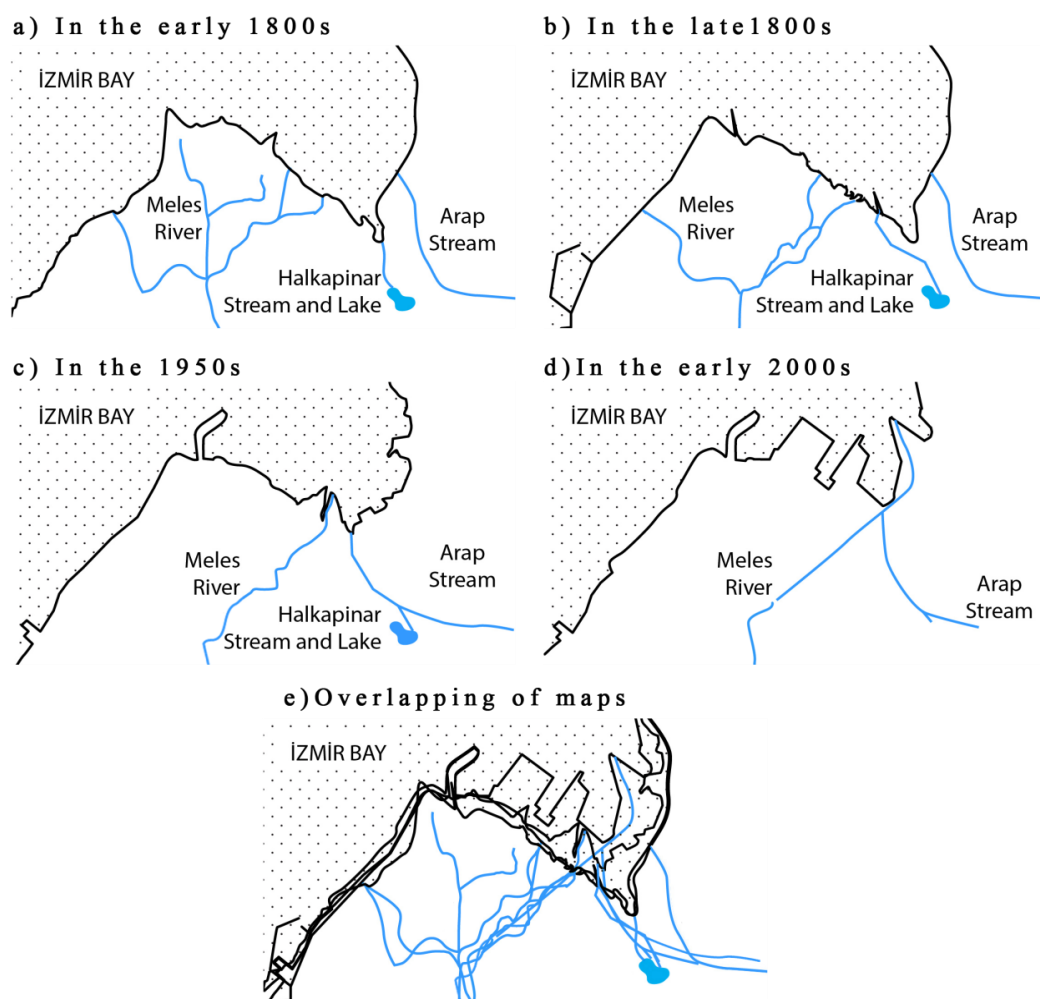 a) In the early 1800s
İZMİR BAY
Meles
River
Arap
Stream
Halkapinar
Stream and Lake
b) In the late1800s
İZMİR BAY
Meles
River
Arap
Stream
Halkapinar
Stream and Lake
c) In the 1950s
İZMİR BAY
Meles
River
Arap
Stream
Halkapinar
Stream and Lake
d)In the early 2000s
İZMİR BAY
Meles
River
Arap
Stream
e)Overlapping of maps
İZMİR BAY